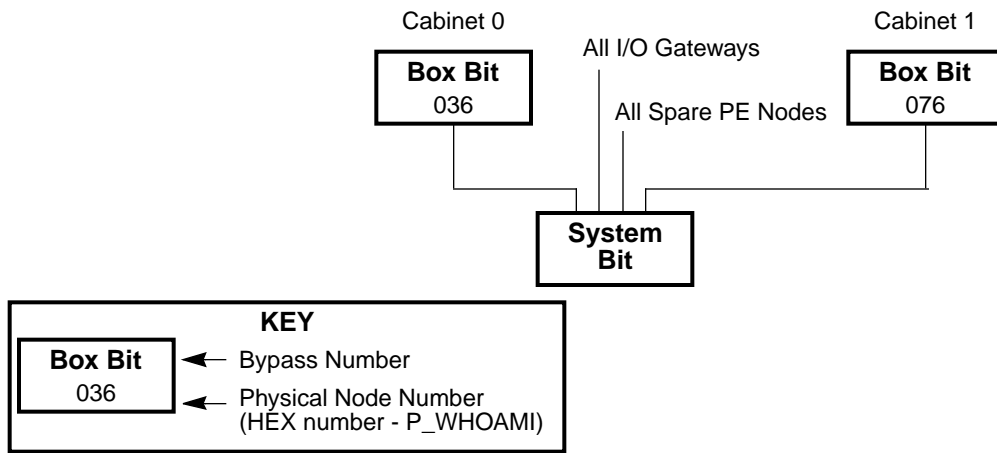 Cabinet 0
Cabinet 1
All I/O Gateways
Box Bit
036
Box Bit
076
All Spare PE Nodes
System
Bit
KEY
Box Bit
036
Bypass Number
Physical Node Number
(HEX number - P_WHOAMI)